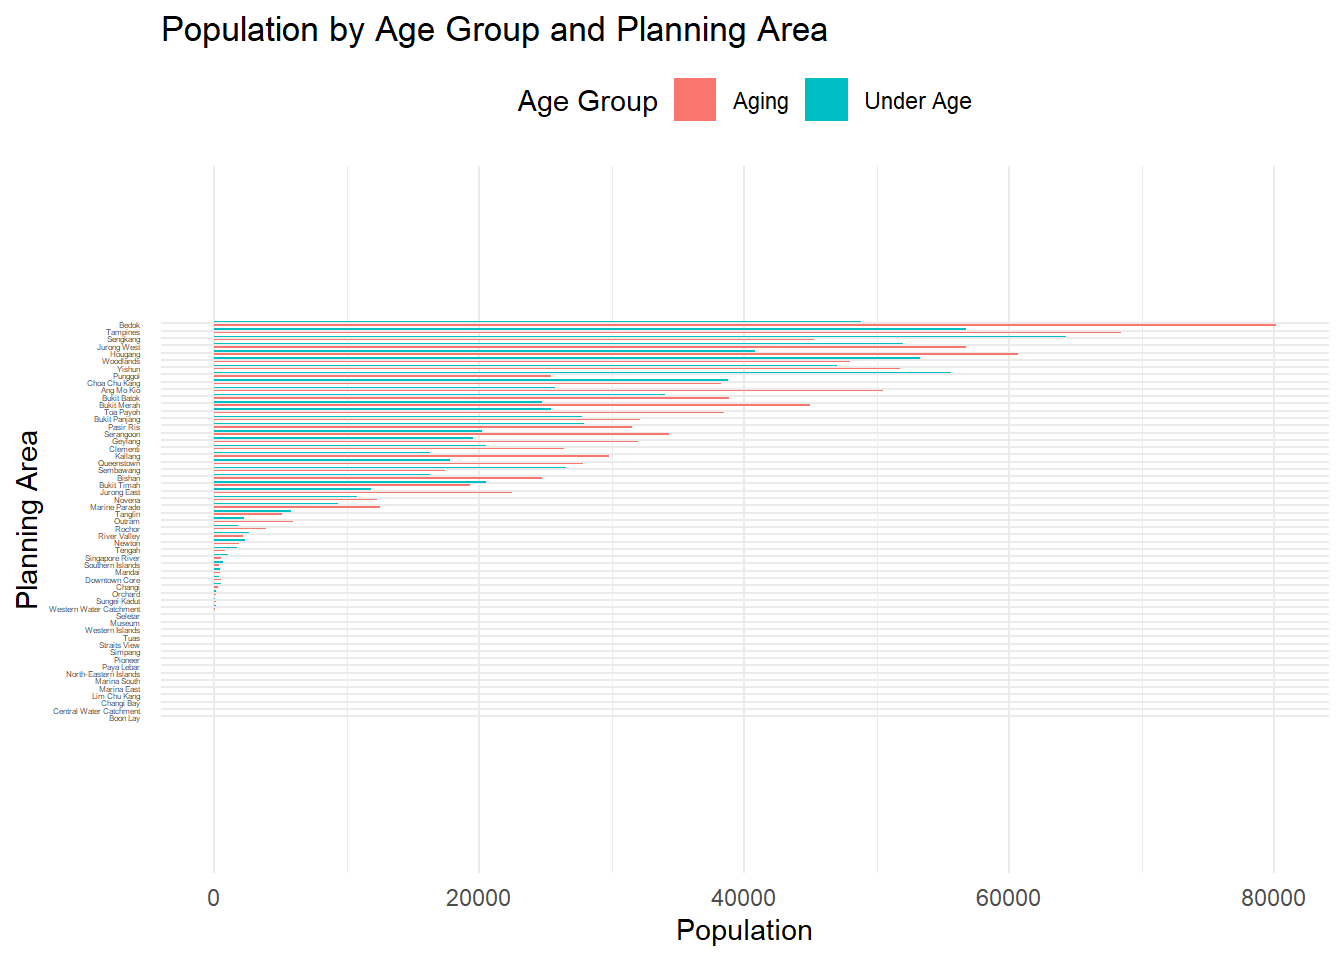 Population by Age Group and Planning Area
Age Group Aging Under Age
Bedok
Tampines
Sengkang
Jurong West
Hougang
Woodlands
Yishun
Punggol
Choa Chu Kang
Ang Mo Kio
Bukit Batok
Bukit Merah
Toa Payoh
Bukit Panjang
Pasir Ris
Serangoon
Geylang
Clementi
Kallang
Queenstown
Sembawang
Bishan
Bukit Timah
Jurong East
Novena
Marine Parade
Tanglin
Outram
Rochor
River Valley
Newton
Tengah
Singapore River
Southern Islands
Mandai
Downtown Core
Changi
Orchard
Sungei Kadut
Western Water Catchment
Seletar
Museum
Western Islands
Tuas
Straits View
Simpang
Pioneer
Paya Lebar
North-Eastern Islands
Marina South
Marina East
Lim Chu Kang
Changi Bay
Central Water Catchment
Boon Lay
Planning Area
0 20000 40000 60000 80000
Population